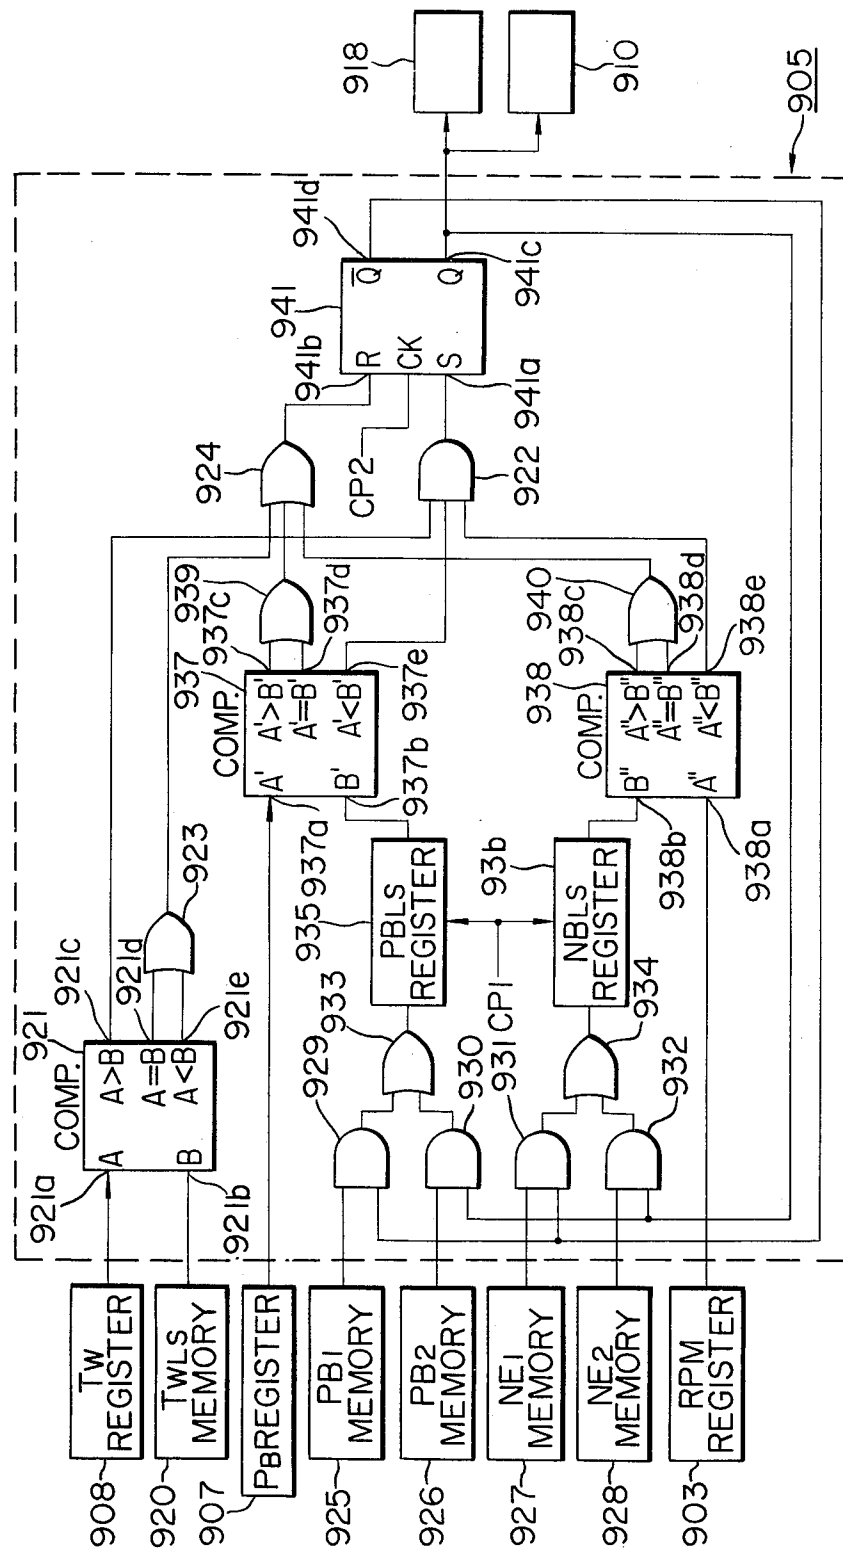 908
TW
REGISTER
920
TWLS
MEMORY
907
PB REGISTER
925
PB1
MEMORY
926
PB2
MEMORY
927
NE1
MEMORY
928
NE2
MEMORY
903
RPM
REGISTER
921a
921b
COMP.
921
A
B
A>B
A=B
A<B
921c
921d
921e
923
929
930
931
932
933
934
CP1
935
PBLS
REGISTER
93b
NBLS
REGISTER
937a
937b
COMP.
937
A'
B'
A'>B'
A'=B'
A'<B'
937c
937d
937e
939
938b
938a
COMP.
938
B"
A"
A">B"
A"=B"
A"<B"
938c
938d
938e
940
924
922
CP2
941b
941
941a
R
CK
S
Q
Q
941d
941c
918
910
905